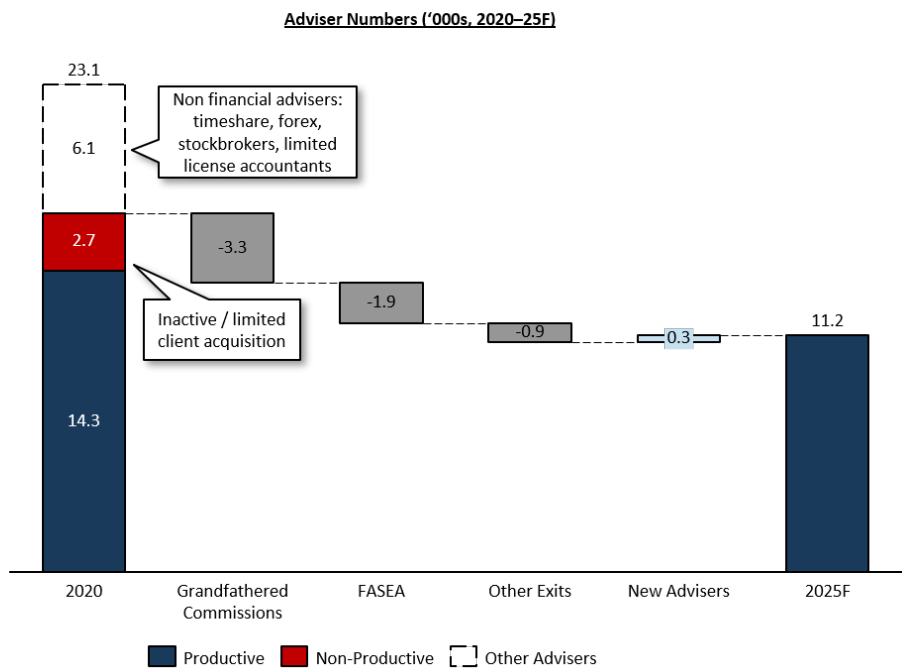 Adviser Numbers (‘000s, 2020–25F)
23.1
Non financial advisers:
timeshare, forex,
stockbrokers, limited
license accountants
6.1
2.7
-3.3
-1.9
Inactive / limited
client acquisition
-0.9
0.3
11.2
14.3
2020
Grandfathered
Commissions
FASEA
Other Exits
New Advisers
2025F
Productive
Non-Productive
Other Advisers